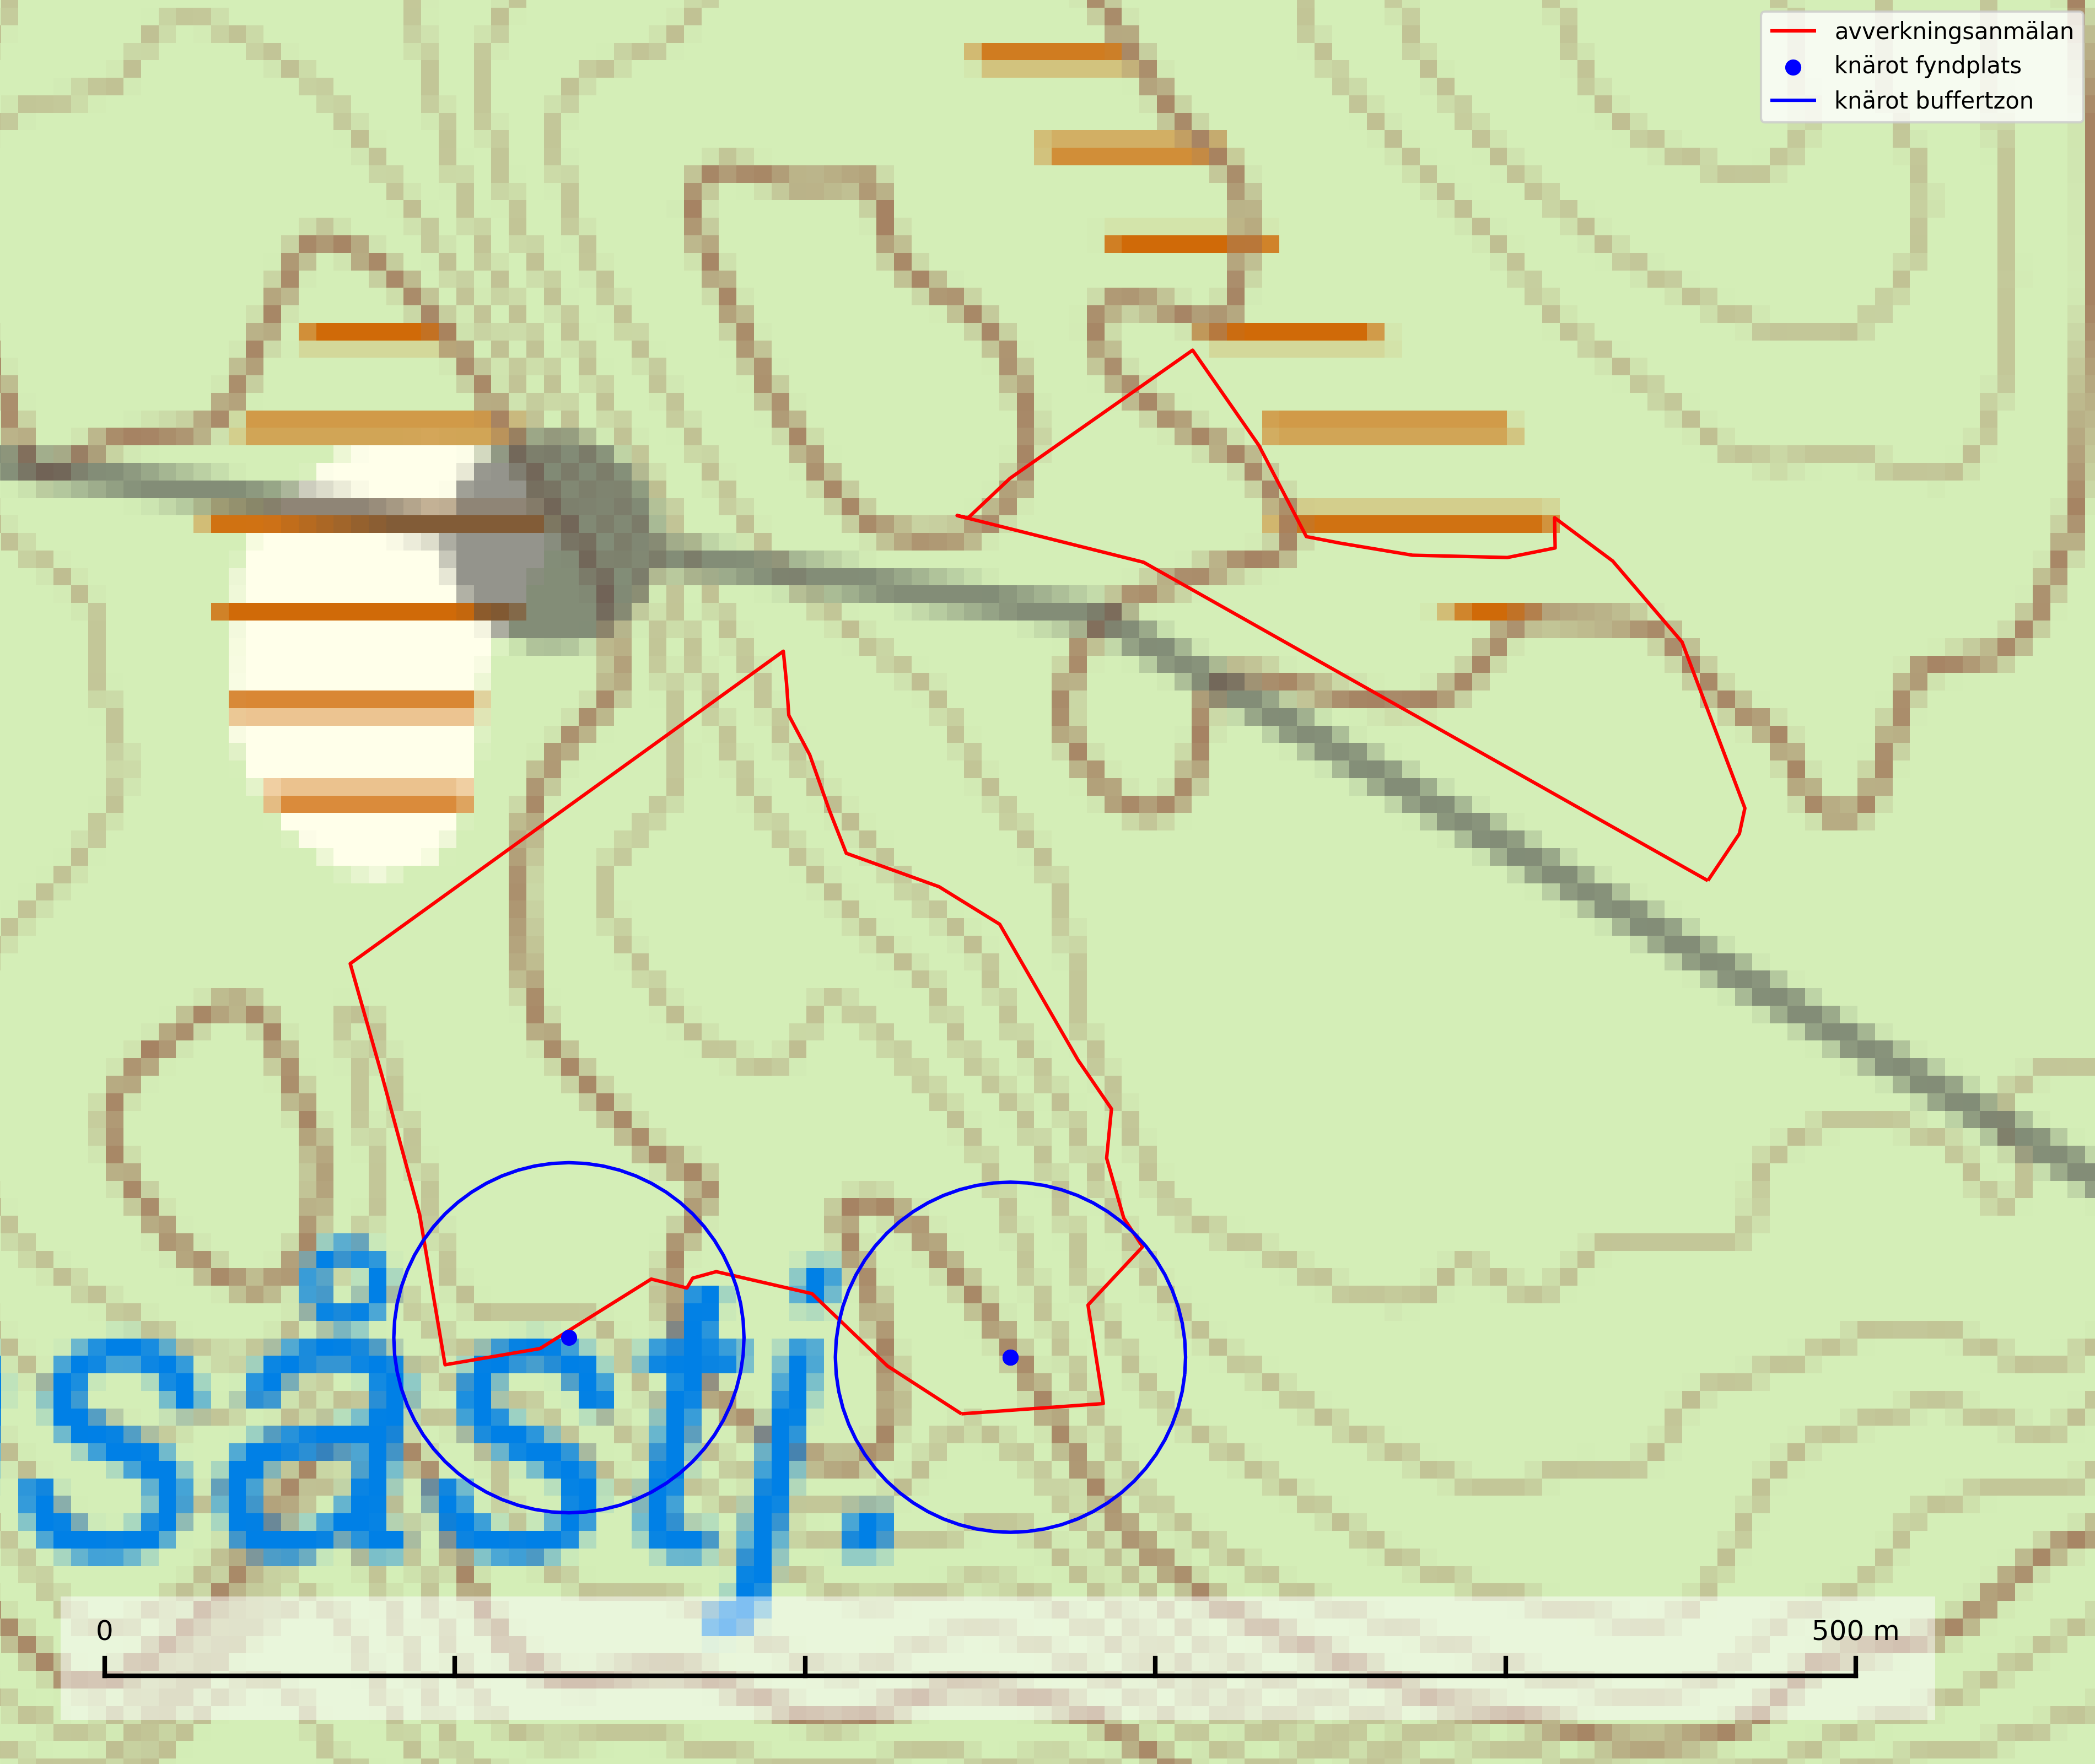 avverkningsanmälan
knärot fyndplats
knärot buffertzon
såstj.
0 500 m